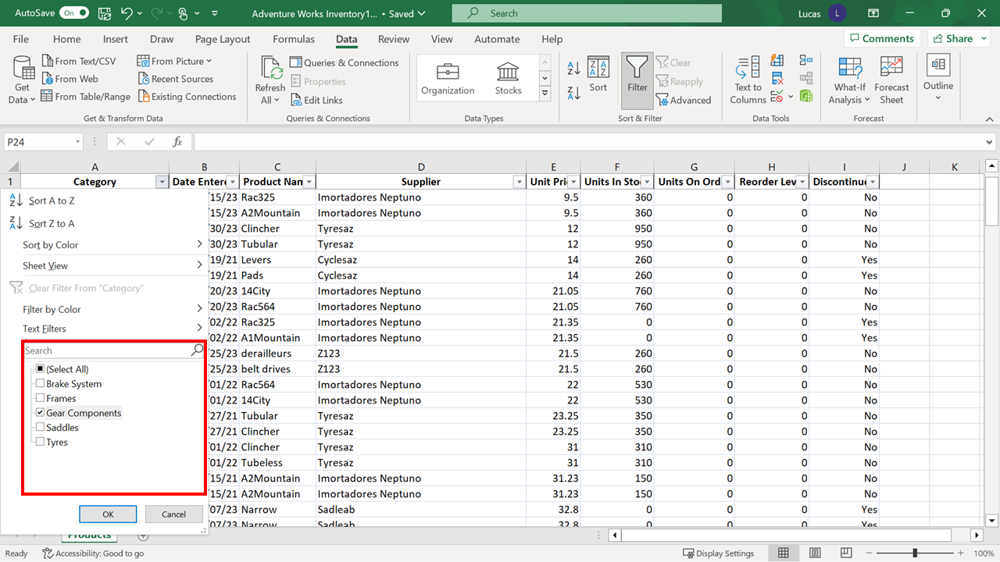 AutoSave On Adventure Works Inventory1... • Saved Search Lucas L
File Home Insert Draw Page Layout Formulas Data Review View Automate Help Comments Share
From Text/CSV From Picture Queries & Connections Clear
From Web Recent Sources Properties Reapply
From Table/Range Existing Connections Edit Links Advanced
Get Data Refresh All Organization Stocks Sort Filter Text to Columns What-If Analysis Forecast Sheet Outline
Get & Transform Data Queries & Connections Data Types Sort & Filter Data Tools Forecast
P24 fx
A B C D E F G H I J K
1 Category Date Entere Product Nan Supplier Unit Pri Units In Sto Units On Ord Reorder Lev Discontinue
/15/23 Rac325 Imortadores Neptuno 9.5 360 0 0 No
/15/23 A2Mountain Imortadores Neptuno 9.5 360 0 0 No
/30/23 Clincher Tyresaz 12 950 0 0 No
/30/23 Tubular Tyresaz 12 950 0 0 No
/19/21 Levers Cyclesaz 14 260 0 0 Yes
/19/21 Pads Cyclesaz 14 260 0 0 Yes
/20/23 14City Imortadores Neptuno 21.05 760 0 0 No
/20/23 Rac564 Imortadores Neptuno 21.05 760 0 0 No
/02/22 Rac325 Imortadores Neptuno 21.35 0 0 0 Yes
/02/22 A1Mountain Imortadores Neptuno 21.35 0 0 0 Yes
/25/23 derailleurs Z123 21.5 260 0 0 No
/25/23 belt drives Z123 21.5 260 0 0 No
/01/22 Rac564 Imortadores Neptuno 22 530 0 0 No
/01/22 14City Imortadores Neptuno 22 530 0 0 No
/27/21 Tubular Tyresaz 23.25 350 0 0 No
/27/21 Clincher Tyresaz 23.25 350 0 0 No
/01/22 Clincher Tyresaz 31 310 0 0 No
/01/22 Tubeless Tyresaz 31 310 0 0 No
/15/21 A2Mountain Imortadores Neptuno 31.23 150 0 0 No
/15/21 A2Mountain Imortadores Neptuno 31.23 150 0 0 No
/07/23 Narrow Sadleab 32.8 0 0 0 Yes
/07/23 Narrow Sadleab 32.8 0 0 0 Yes
Sort A to Z
Sort Z to A
Sort by Color
Sheet View
Clear Filter From "Category"
Filter by Color
Text Filters
Search
(Select All)
Brake System
Frames
Gear Components
Saddles
Tyres
OK Cancel
Products
Ready Accessibility: Good to go Display Settings 100%